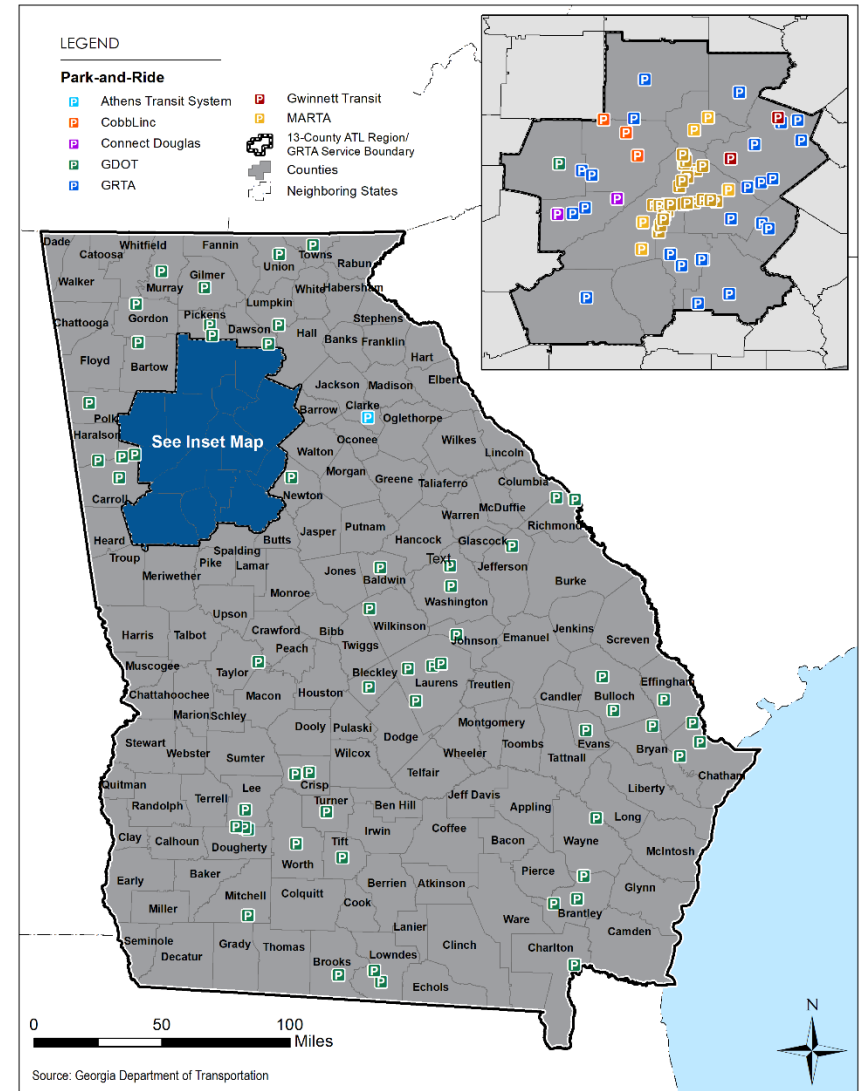 LEGEND
Park-and-Ride
P Athens Transit System
P CobbLinc
P Connect Douglas
P GDOT
P GRTA
P Gwinnett Transit
P MARTA
13-County ATL Region/
GRTA Service Boundary
Counties
Neighboring States
Dade
Catoosa
Whitfield
Fannin
Towns
Union
Rabun
Walker
Murray
Gilmer
White
Habersham
Lumpkin
Chattooga
Gordon
Pickens
Dawson
Stephens
Hall
Banks
Franklin
Floyd
Bartow
Hart
Jackson
Madison
Elbert
Polk
Barrow
Clarke
Oglethorpe
Haralson
See Inset Map
Oconee
Wilkes
Walton
Lincoln
Morgan
Greene
Taliaferro
Columbia
Carroll
Newton
McDuffie
Warren
Richmond
Heard
Butts
Jasper
Putnam
Hancock
Glascock
Troup
Spalding
Pike
Lamar
Text
Jefferson
Meriwether
Jones
Baldwin
Burke
Monroe
Washington
Upson
Wilkinson
Harris
Talbot
Crawford
Bibb
Johnson
Emanuel
Jenkins
Screven
Peach
Twiggs
Muscogee
Taylor
Bleckley
Laurens
Treutlen
Effingham
Chattahoochee
Macon
Houston
Candler
Bulloch
Marion
Schley
Dooly
Pulaski
Montgomery
Stewart
Webster
Sumter
Wilcox
Dodge
Wheeler
Toombs
Tattnall
Evans
Bryan
Chatham
Telfair
Quitman
Lee
Crisp
Liberty
Randolph
Terrell
Turner
Ben Hill
Jeff Davis
Appling
Long
Clay
Calhoun
Dougherty
Tift
Irwin
Coffee
Bacon
Wayne
McIntosh
Worth
Early
Baker
Pierce
Glynn
Mitchell
Colquitt
Berrien
Atkinson
Miller
Cook
Ware
Brantley
Camden
Lanier
Seminole
Decatur
Grady
Thomas
Brooks
Lowndes
Clinch
Charlton
Echols
N
0 50 100
Miles
Source: Georgia Department of Transportation